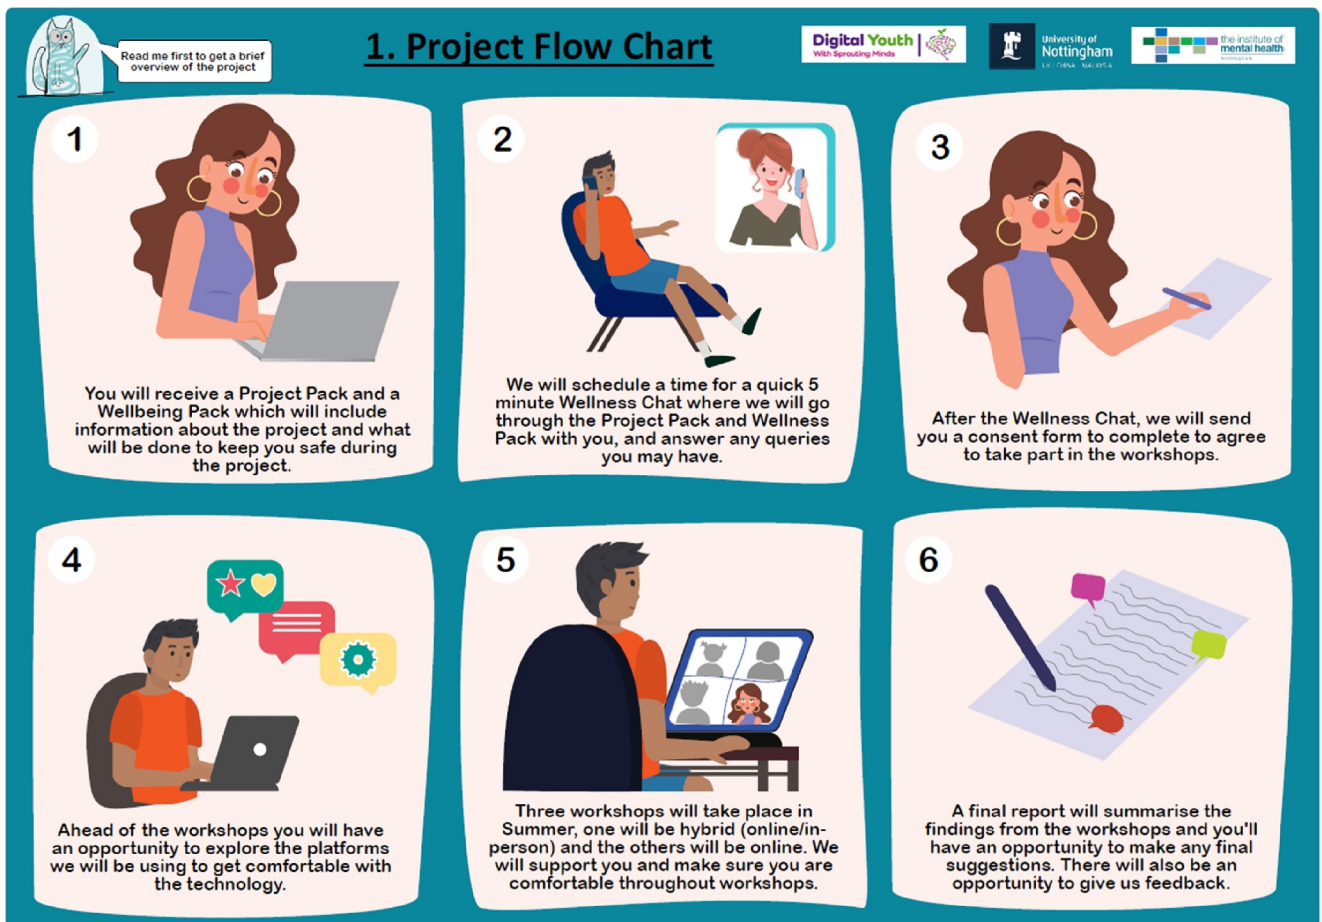 Read me first to get a brief
overview of the project
1. Project Flow Chart
Digital Youth
With Sprouting Minds
University of
Nottingham
UK | CHINA | MALAYSIA
the institute of
mental health
Nottingham
1
You will receive a Project Pack and a
Wellbeing Pack which will include
information about the project and what
will be done to keep you safe during
the project.
2
We will schedule a time for a quick 5
minute Wellness Chat where we will go
through the Project Pack and Wellness
Pack with you, and answer any queries
you may have.
3
After the Wellness Chat, we will send
you a consent form to complete to agree
to take part in the workshops.
4
Ahead of the workshops you will have
an opportunity to explore the platforms
we will be using to get comfortable with
the technology.
5
Three workshops will take place in
Summer, one will be hybrid (online/in-
person) and the others will be online. We
will support you and make sure you are
comfortable throughout workshops.
6
A final report will summarise the
findings from the workshops and you'll
have an opportunity to make any final
suggestions. There will also be an
opportunity to give us feedback.